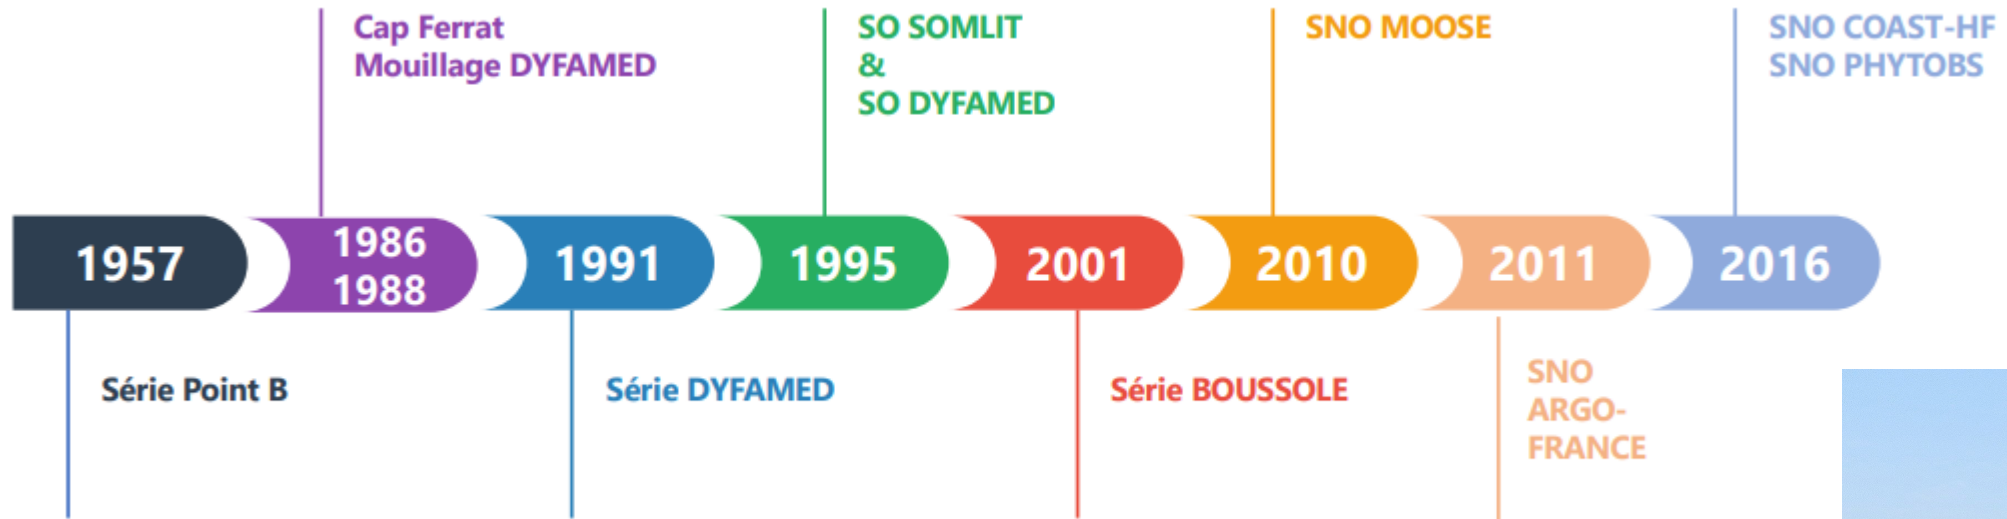 Cap Ferrat
Mouillage DYFAMED
SO SOMLIT
&
SO DYFAMED
SNO MOOSE
SNO COAST-HF
SNO PHYTOBS
1957
1986
1988
1991
1995
2001
2010
2011
2016
Série Point B
Série DYFAMED
Série BOUSSOLE
SNO
ARGO-
FRANCE